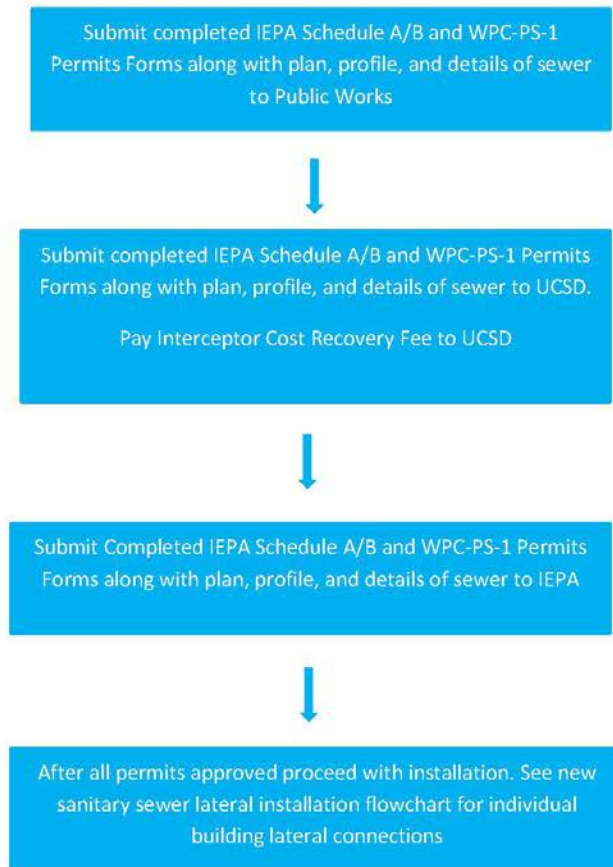 Submit completed IEPA Schedule A/B and WPC-PS-1
Permits Forms along with plan, profile, and details of sewer
to Public Works
Submit completed IEPA Schedule A/B and WPC-PS-1 Permits
Forms along with plan, profile, and details of sewer to UCSD.
Pay Interceptor Cost Recovery Fee to UCSD
Submit Completed IEPA Schedule A/B and WPC-PS-1 Permits
Forms along with plan, profile, and details of sewer to IEPA
After all permits approved proceed with installation. See new
sanitary sewer lateral installation flowchart for individual
building lateral connections